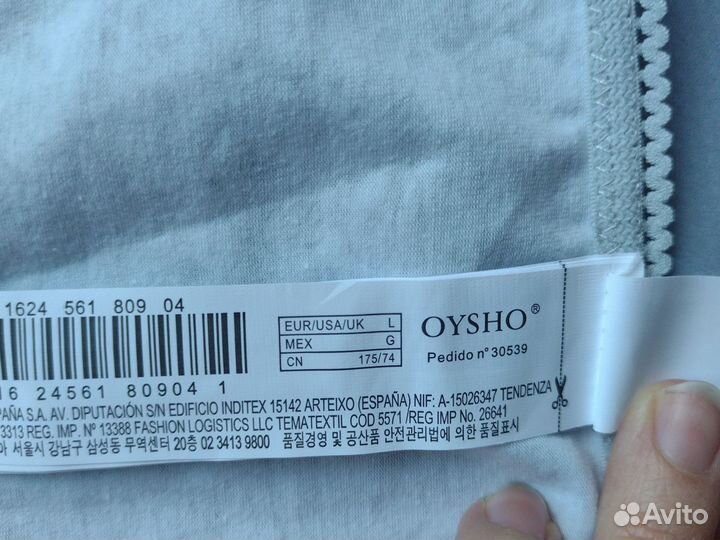 1624 561 809 04
16 24561 80904 1
EUR/USA/UK L
MEX G
CN 175/74
OYSHO®
Pedido nº 30539
PAÑA S.A. AV. DIPUTACIÓN S/N EDIFICIO INDITEX 15142 ARTEIXO (ESPAÑA) NIF: A-15026347 TENDENZA
3313 REG. IMP. Nº 13388 FASHION LOGISTICS LLC TEMATEXTIL COD 5571 /REG IMP No. 26641
아 서울시 강남구 삼성동 무역센터 20층 02 3413 9800 품질경영 및 공산품 안전관리법에 의한 품질표시
Avito